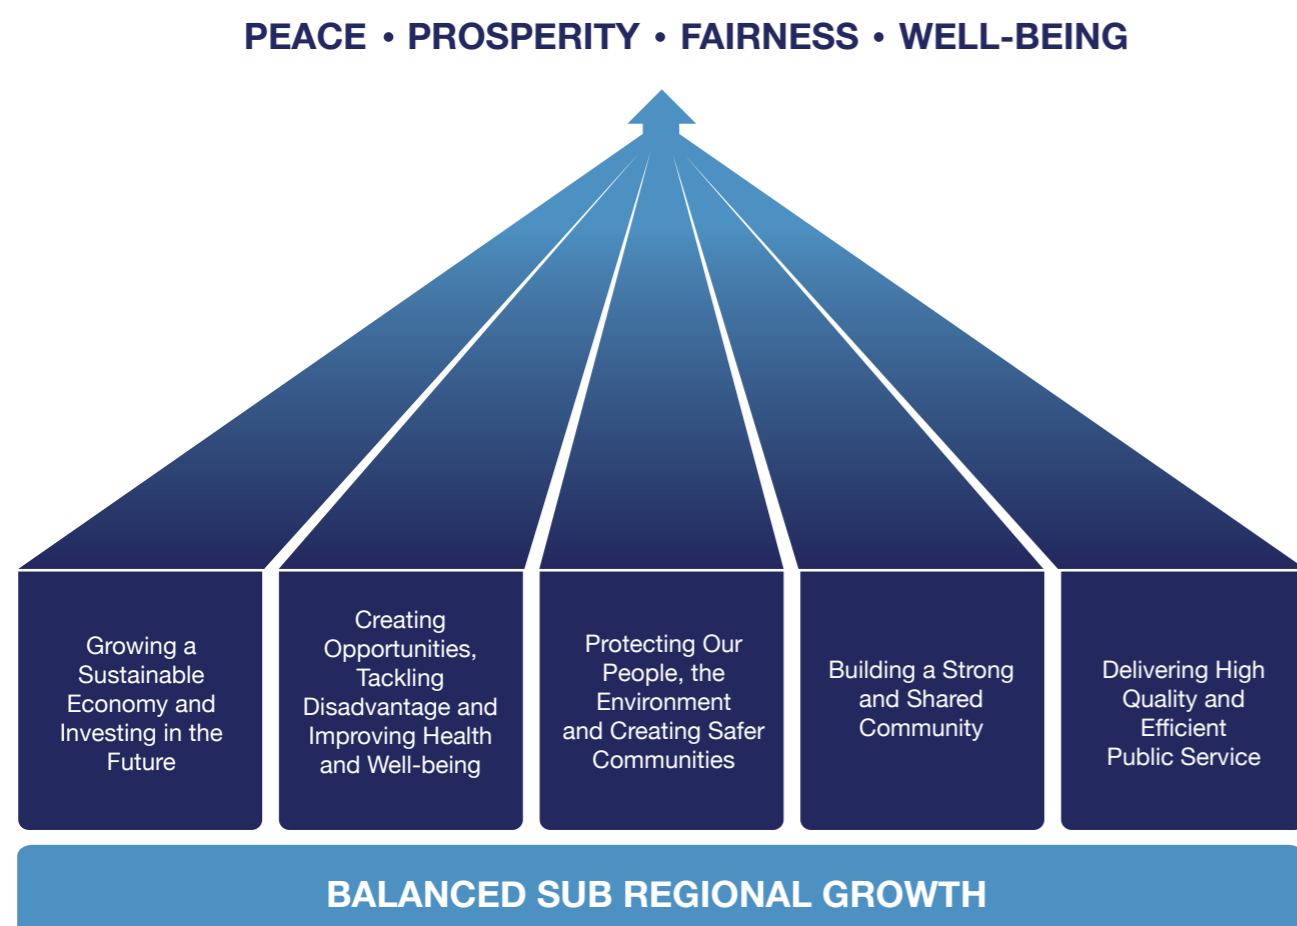 PEACE • PROSPERITY • FAIRNESS • WELL-BEING
Growing a
Sustainable
Economy and
Investing in the
Future
Creating
Opportunities,
Tackling
Disadvantage and
Improving Health
and Well-being
Protecting Our
People, the
Environment
and Creating Safer
Communities
Building a Strong
and Shared
Community
Delivering High
Quality and
Efficient
Public Service
BALANCED SUB REGIONAL GROWTH